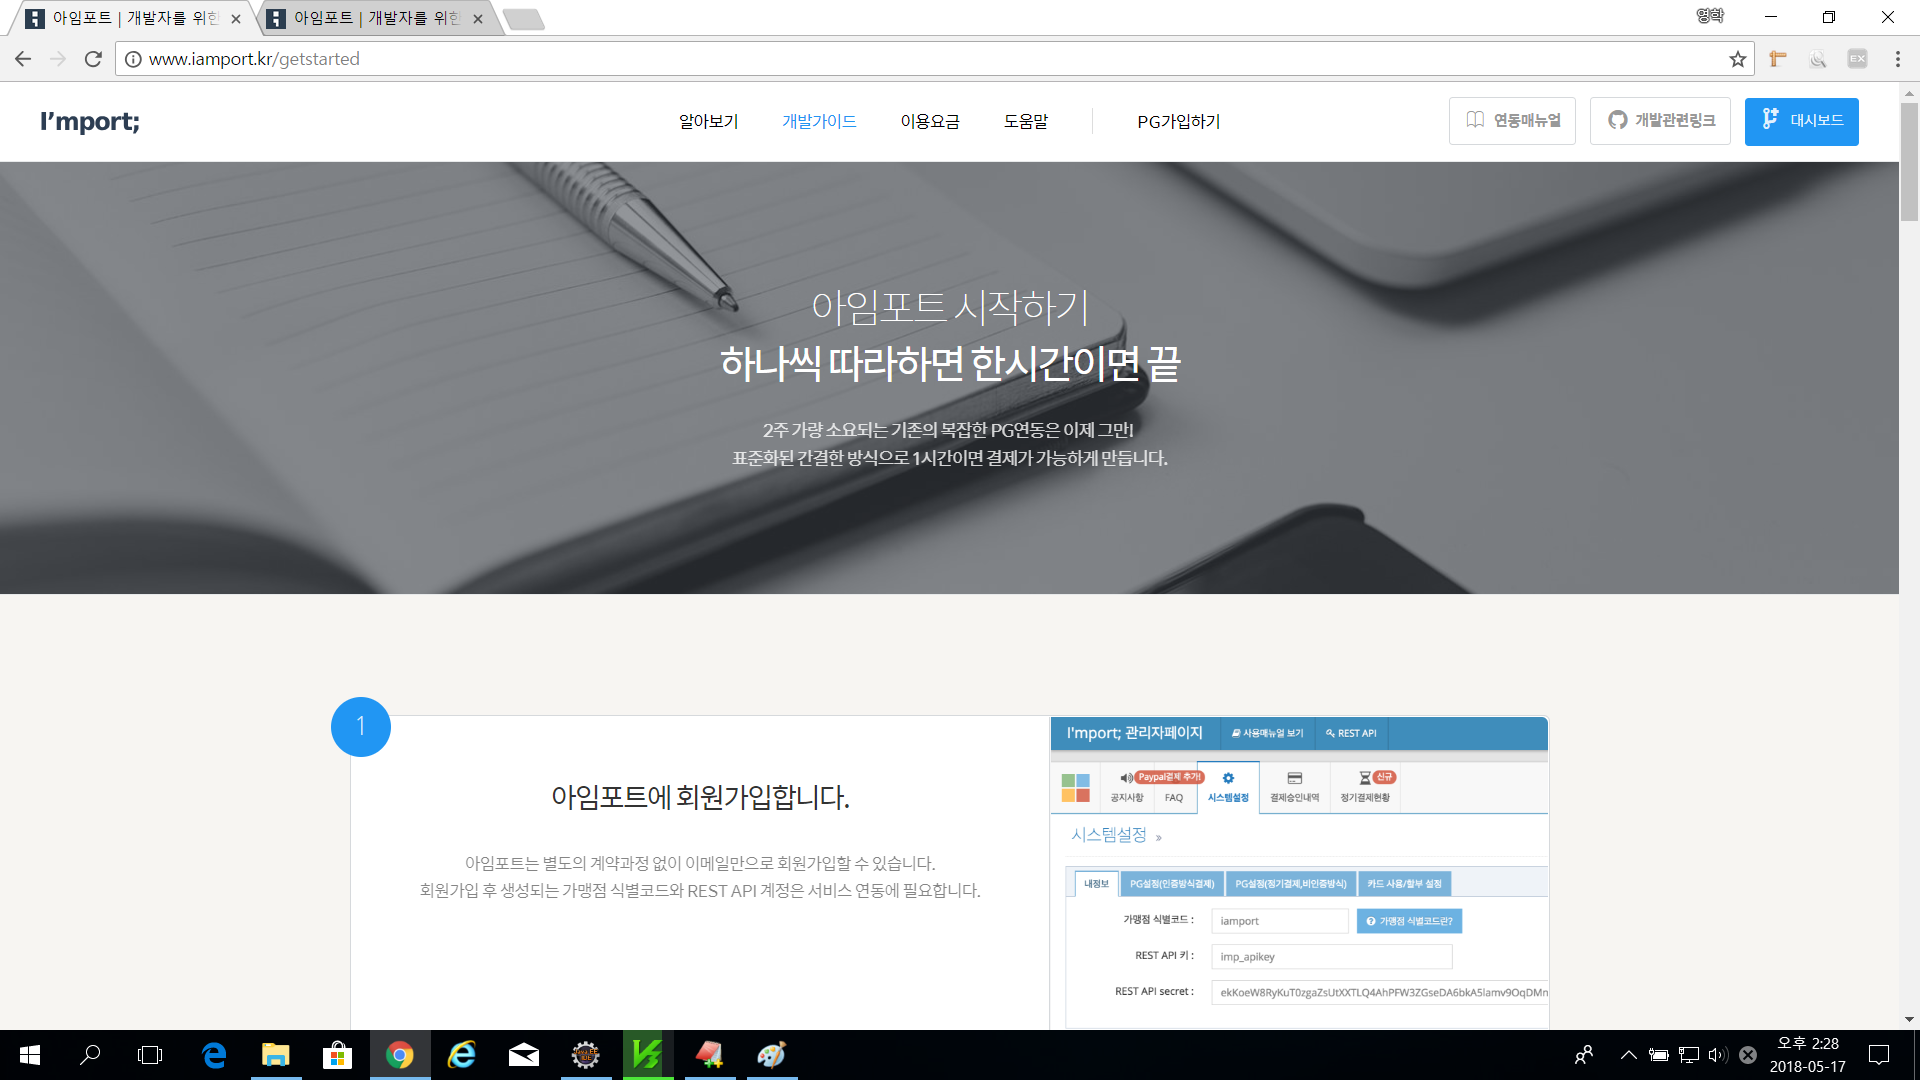 아임포트 | 개발자를 위한
아임포트 | 개발자를 위한
영학
www.iamport.kr/getstarted
EX
I'mport;
알아보기
개발가이드
이용요금
도움말
PG가입하기
연동매뉴얼
개발관련링크
대시보드
아임포트 시작하기
하나씩 따라하면 한시간이면 끝
2주 가량 소요되는 기존의 복잡한 PG연동은 이제 그만!
표준화된 간결한 방식으로 1시간이면 결제가 가능하게 만듭니다.
1
아임포트에 회원가입합니다.
아임포트는 별도의 계약과정 없이 이메일만으로 회원가입할 수 있습니다.
회원가입 후 생성되는 가맹점 식별코드와 REST API 계정은 서비스 연동에 필요합니다.
I'mport; 관리자페이지
사용매뉴얼 보기
REST API
Paypal결제 추가!
신규
공지사항
FAQ
시스템설정
결제승인내역
정기결제현황
시스템설정 »
내정보
PG설정(인증방식결제)
PG설정(정기결제,비인증방식)
카드 사용/할부 설정
가맹점 식별코드 :
iamport
가맹점 식별코드란?
REST API 키 :
imp_apikey
REST API secret :
ekKoeW8RyKuT0zgaZsUtXXTLQ4AhPFW3ZGseDA6bkA5lamv9OqDMn
오후 2:28
2018-05-17